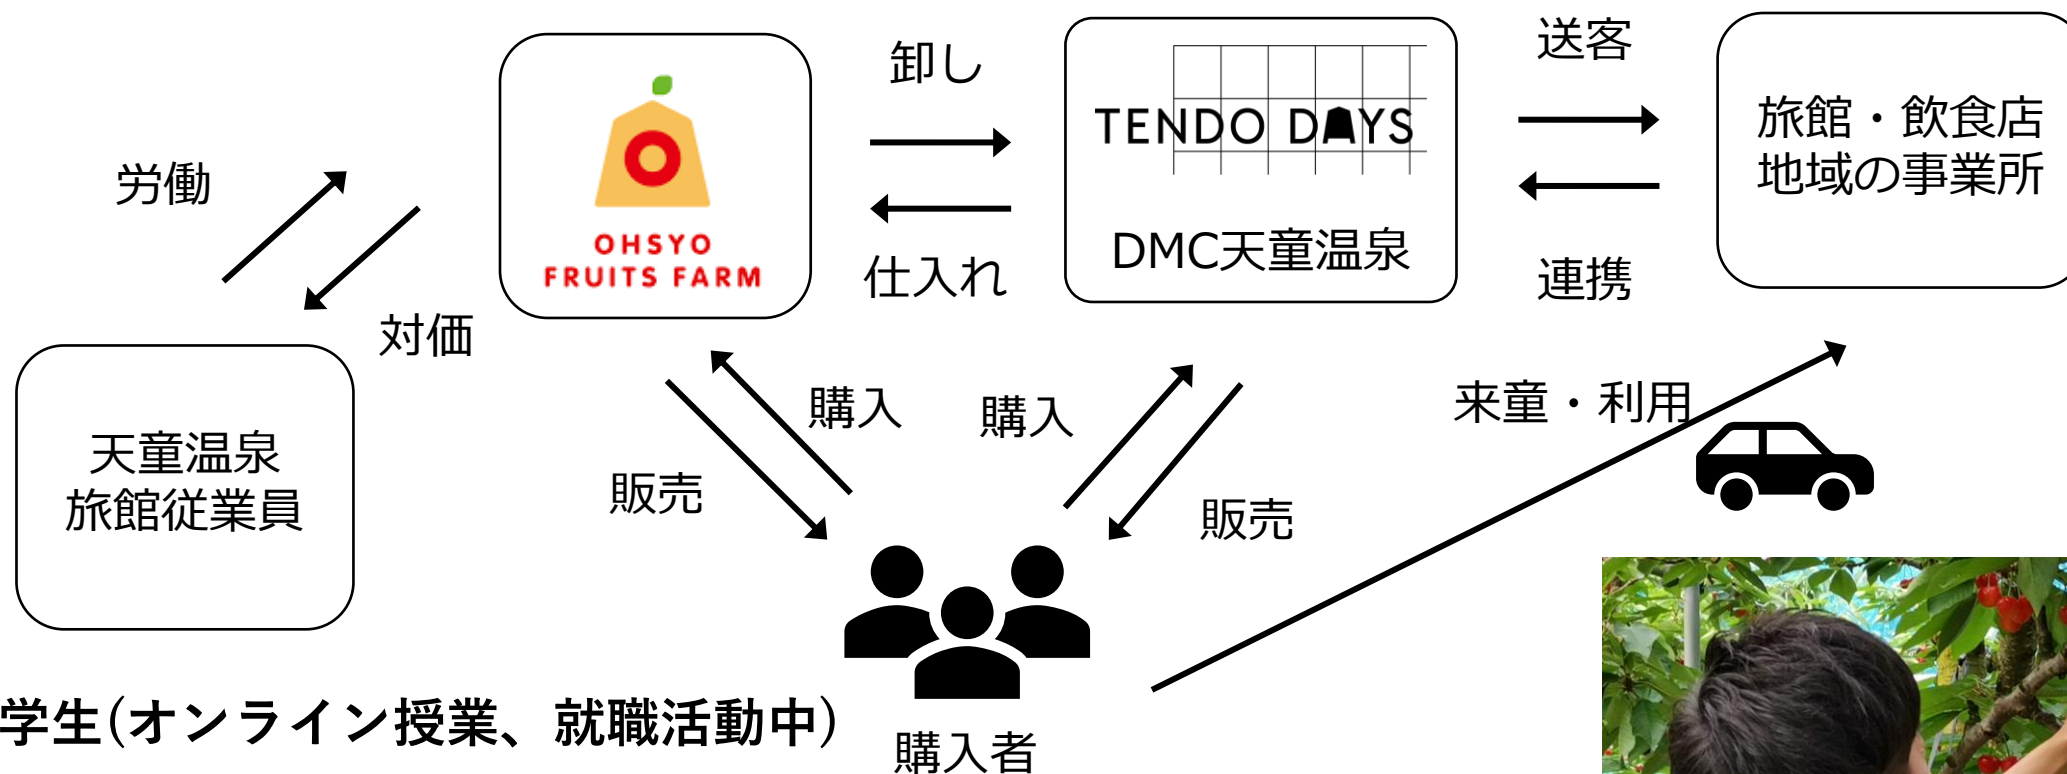 送客
卸し
TENDO DAYS
旅館・飲食店
地域の事業所
労働
OHSYO
FRUITS FARM
DMC天童温泉
仕入れ
連携
対価
購入
購入
来童・利用
天童温泉
旅館従業員
販売
販売
学生(オンライン授業、就職活動中)
購入者